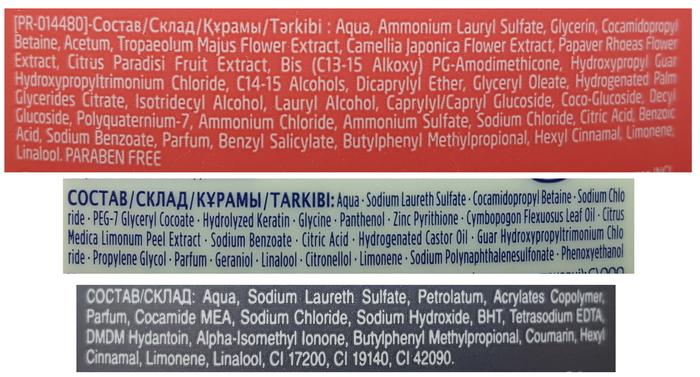 [PR-014480]-Состав/Склад/Құрамы/Tərkibi : Aqua, Ammonium Lauryl Sulfate, Glycerin, Cocamidopropyl
Betaine, Acetum, Tropaeolum Majus Flower Extract, Camellia Japonica Flower Extract, Papaver Rhoeas Flower
Extract, Citrus Paradisi Fruit Extract, Bis (C13-15 Alkoxy) PG-Amodimethicone, Hydroxypropyl Guar
Hydroxypropyltrimonium Chloride, C14-15 Alcohols, Dicaprylyl Ether, Glyceryl Oleate, Hydrogenated Palm
Glycerides Citrate, Isotridecyl Alcohol, Lauryl Alcohol, Caprylyl/Capryl Glucoside, Coco-Glucoside, Decyl
Glucoside, Polyquaternium-7, Ammonium Chloride, Ammonium Sulfate, Sodium Chloride, Citric Acid, Benzoic
Acid, Sodium Benzoate, Parfum, Benzyl Salicylate, Butylphenyl Methylpropional, Hexyl Cinnamal, Limonene,
Linalool. PARABEN FREE
СОСТАВ/СКЛАД/ҚҰРАМЫ/TARKIBI: Aqua · Sodium Laureth Sulfate · Cocamidopropyl Betaine · Sodium Chlo
ride · PEG-7 Glyceryl Cocoate · Hydrolyzed Keratin · Glycine · Panthenol · Zinc Pyrithione · Cymbopogon Flexuosus Leaf Oil · Citrus
Medica Limonum Peel Extract · Sodium Benzoate · Citric Acid · Hydrogenated Castor Oil · Guar Hydroxypropyltrimonium Chlo
ride · Propylene Glycol · Parfum · Geraniol · Linalool · Citronellol · Limonene · Sodium Polynaphthalenesulfonate · Phenoxyethanol
СОСТАВ/СКЛАД: Aqua, Sodium Laureth Sulfate, Petrolatum, Acrylates Copolymer,
Parfum, Cocamide MEA, Sodium Chloride, Sodium Hydroxide, BHT, Tetrasodium EDTA,
DMDM Hydantoin, Alpha-Isomethyl Ionone, Butylphenyl Methylpropional, Coumarin, Hexyl
Cinnamal, Limonene, Linalool, CI 17200, CI 19140, CI 42090.